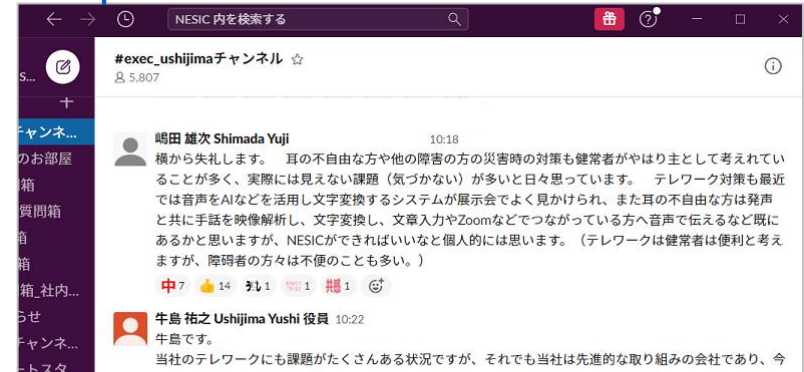 NESIC 内を検索する
#exec_ushijimaチャンネル
5,807
s...
チャンネ...
のお部屋
箱
質問箱
箱
箱
箱_社内...
らせ
チャンネ...
ートスタ
嶋田 雄次 Shimada Yuji 10:18
横から失礼します。 耳の不自由な方や他の障害の方の災害時の対策も健常者がやはり主として考えれてい
ることが多く、実際には見えない課題（気づかない）が多いと日々思っています。 テレワーク対策も最近
では音声をAIなどを活用し文字変換するシステムが展示会でよく見かけられ、また耳の不自由な方は発声
と共に手話を映像解析し、文字変換し、文章入力やZoomなどでつながっている方へ音声で伝えるなど既に
あるかと思いますが、NESICができればいいなと個人的には思います。（テレワークは健常者は便利と考え
ますが、障碍者の方々は不便のことも多い。）
中 7 14 1 1 共感 1
牛島 祐之 Ushijima Yushi 役員 10:22
牛島です。
当社のテレワークにも課題がたくさんある状況ですが、それでも当社は先進的な取り組みの会社であり、今